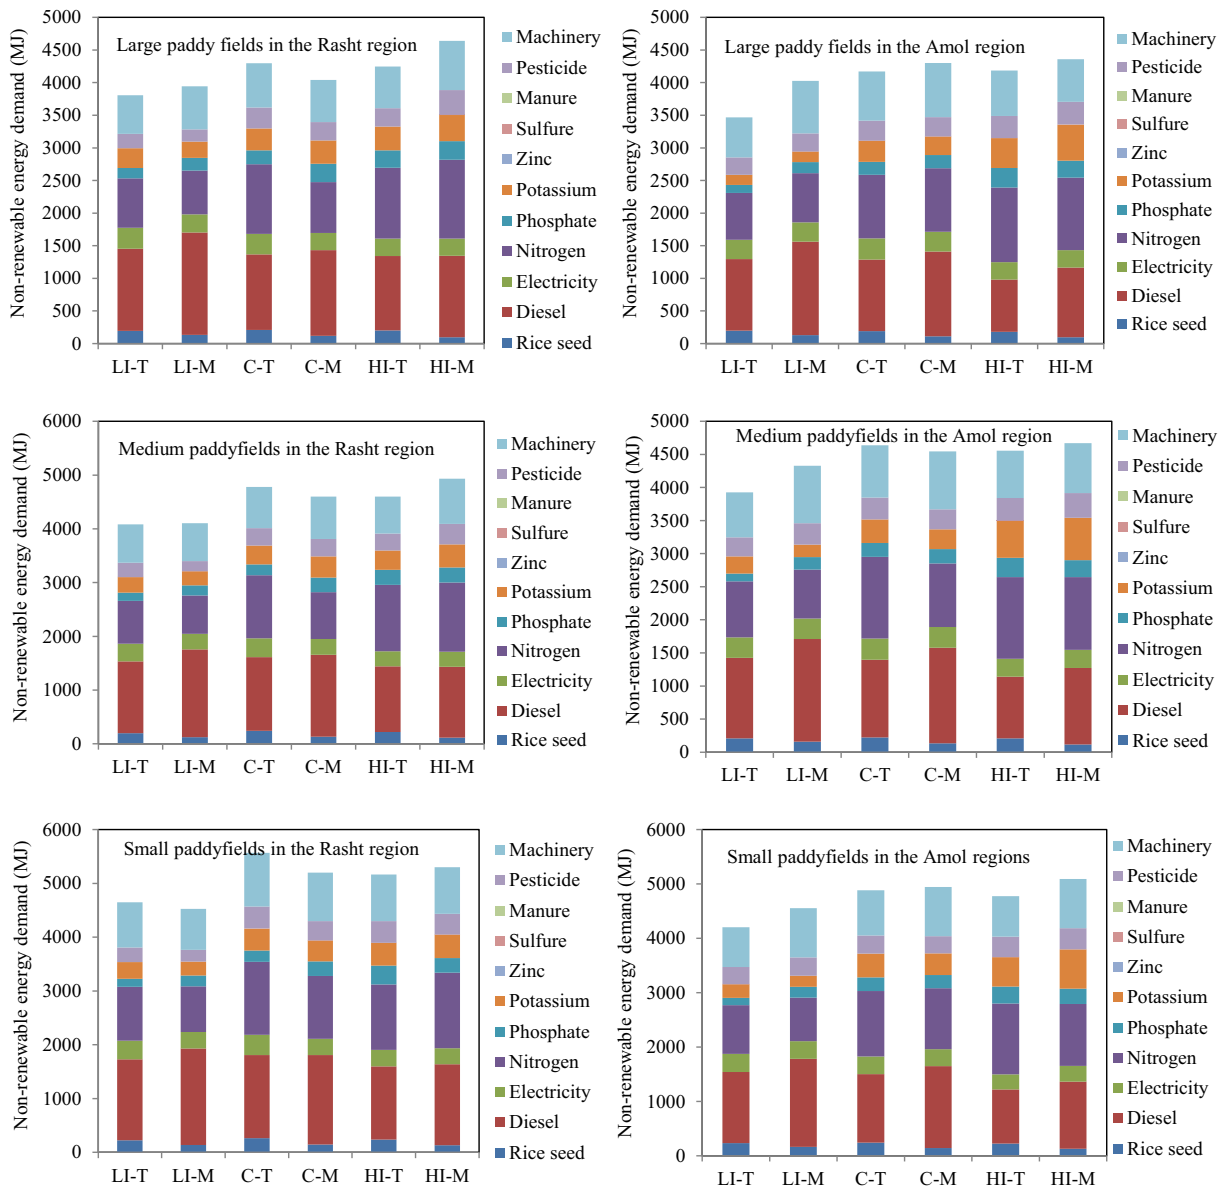 Large paddy fields in the Rasht region
Non-renewable energy demand (MJ)
5000
4500
4000
3500
3000
2500
2000
1500
1000
500
0
LI-T LI-M C-T C-M HI-T HI-M
Machinery
Pesticide
Manure
Sulfure
Zinc
Potassium
Phosphate
Nitrogen
Electricity
Diesel
Rice seed
Large paddy fields in the Amol region
Non-renewable energy demand (MJ)
5000
4500
4000
3500
3000
2500
2000
1500
1000
500
0
LI-T LI-M C-T C-M HI-T HI-M
Machinery
Pesticide
Manure
Sulfure
Zinc
Potassium
Phosphate
Nitrogen
Electricity
Diesel
Rice seed
Medium paddyfields in the Rasht region
Non-renewable energy demand (MJ)
6000
5000
4000
3000
2000
1000
0
LI-T LI-M C-T C-M HI-T HI-M
Machinery
Pesticide
Manure
Sulfure
Zinc
Potassium
Phosphate
Nitrogen
Electricity
Diesel
Rice seed
Medium paddyfields in the Amol region
Non-renewable energy demand (MJ)
5000
4500
4000
3500
3000
2500
2000
1500
1000
500
0
LI-T LI-M C-T C-M HI-T HI-M
Machinery
Pesticide
Manure
Sulfure
Zinc
Potassium
Phosphate
Nitrogen
Electricity
Diesel
Rice seed
Small paddyfields in the Rasht region
Non-renewable energy demand (MJ)
6000
5000
4000
3000
2000
1000
0
LI-T LI-M C-T C-M HI-T HI-M
Machinery
Pesticide
Manure
Sulfure
Zinc
Potassium
Phosphate
Nitrogen
Electricity
Diesel
Rice seed
Small paddyfields in the Amol regions
Non-renewable energy demand (MJ)
6000
5000
4000
3000
2000
1000
0
LI-T LI-M C-T C-M HI-T HI-M
Machinery
Pesticide
Manure
Sulfure
Zinc
Potassium
Phosphate
Nitrogen
Electricity
Diesel
Rice seed